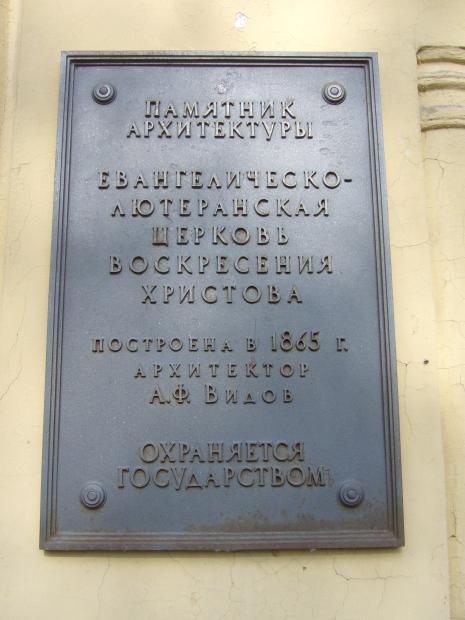 ПАМЯТНИК
АРХИТЕКТУРЫ
ЕВАНГЕЛИЧЕСКО-
ЛЮТЕРАНСКАЯ
ЦЕРКОВЬ
ВОСКРЕСЕНИЯ
ХРИСТОВА
ПОСТРОЕНА В 1865 Г.
АРХИТЕКТОР
А.Ф. ВИДОВ
ОХРАНЯЕТСЯ
ГОСУДАРСТВОМ